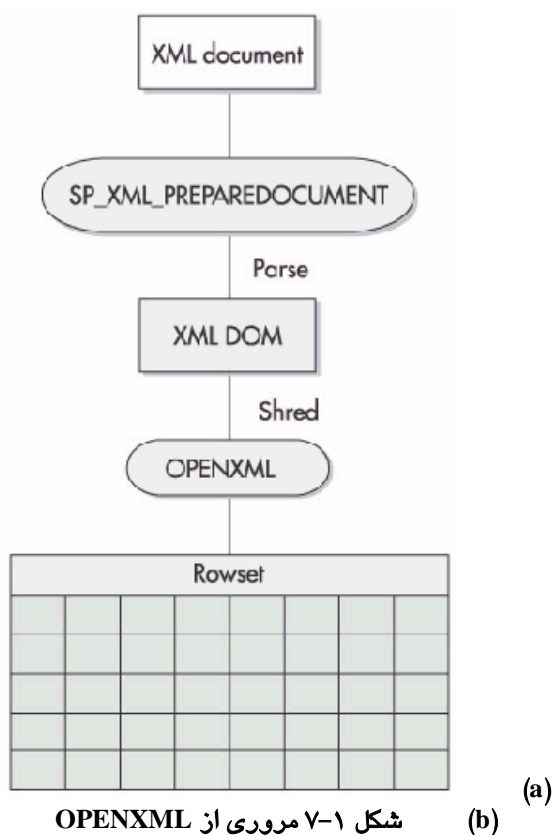 XML document
SP_XML_PREPAREDOCUMENT
Parse
XML DOM
Shred
OPENXML
Rowset
(a)
(b) شکل ۱-۷ مروری از OPENXML